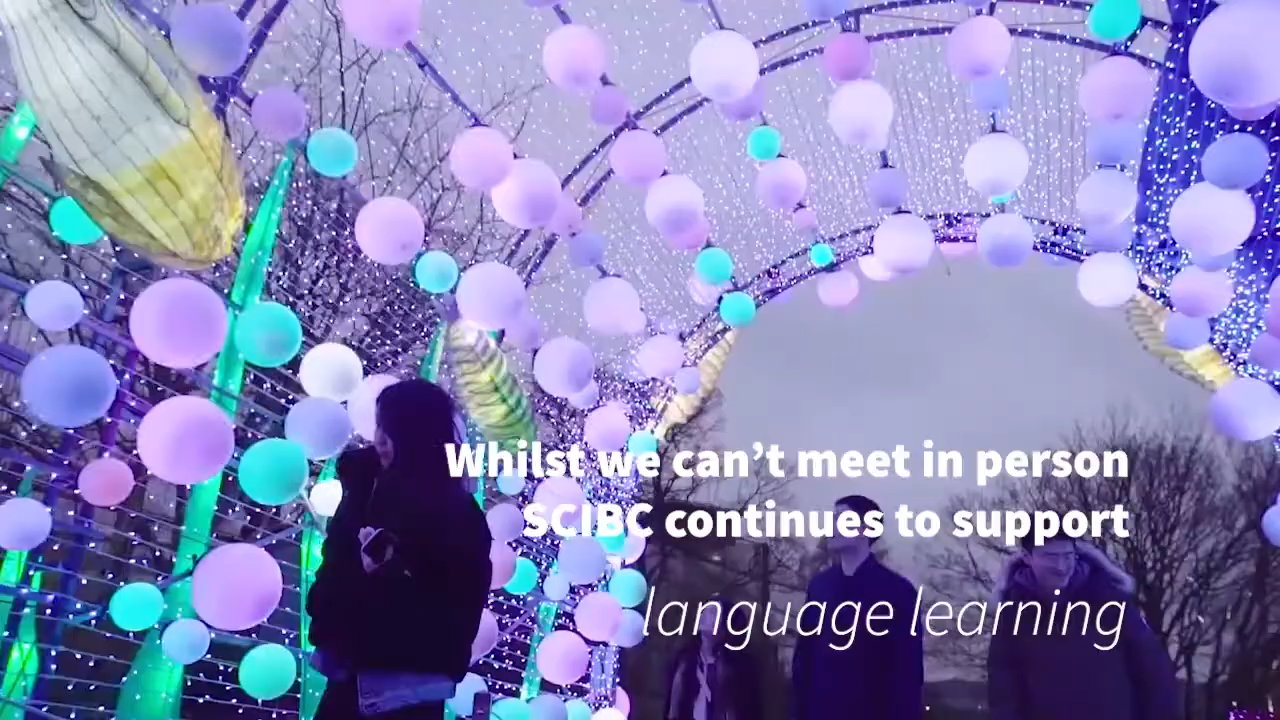 Whilst we can’t meet in person
SCIBC continues to support
language learning